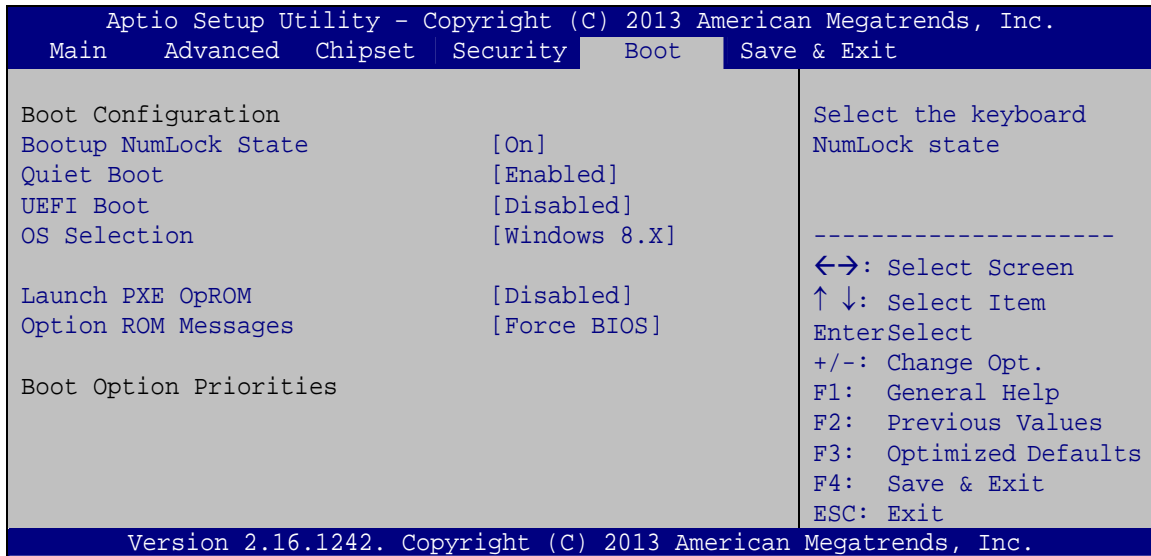 Aptio Setup Utility – Copyright (C) 2013 American Megatrends, Inc.
Main Advanced Chipset Security Boot Save & Exit
Boot Configuration
Bootup NumLock State [On]
Quiet Boot [Enabled]
UEFI Boot [Disabled]
OS Selection [Windows 8.X]
Launch PXE OpROM [Disabled]
Option ROM Messages [Force BIOS]
Boot Option Priorities
Select the keyboard
NumLock state
---------------------
←→: Select Screen
↑ ↓: Select Item
EnterSelect
+/-: Change Opt.
F1: General Help
F2: Previous Values
F3: Optimized Defaults
F4: Save & Exit
ESC: Exit
Version 2.16.1242. Copyright (C) 2013 American Megatrends, Inc.